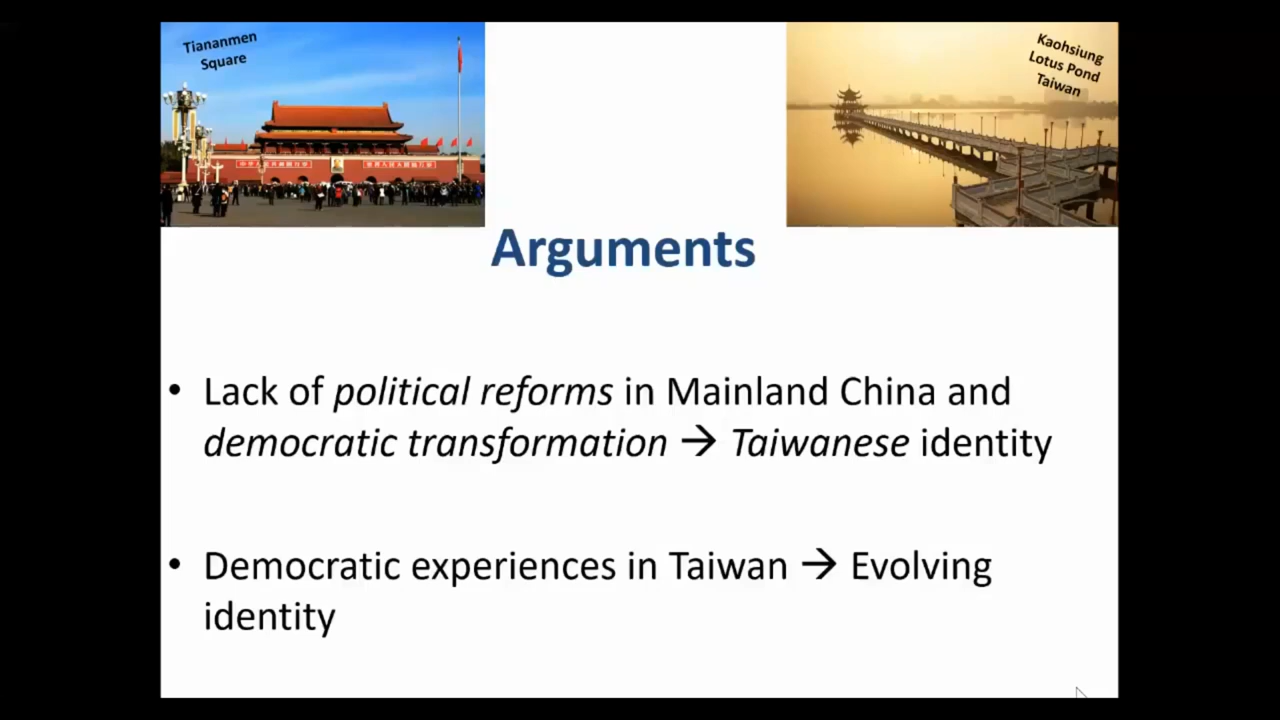 Tiananmen
Square
Kaohsiung
Lotus Pond
Taiwan
Arguments
• Lack of political reforms in Mainland China and
democratic transformation → Taiwanese identity
• Democratic experiences in Taiwan → Evolving
identity